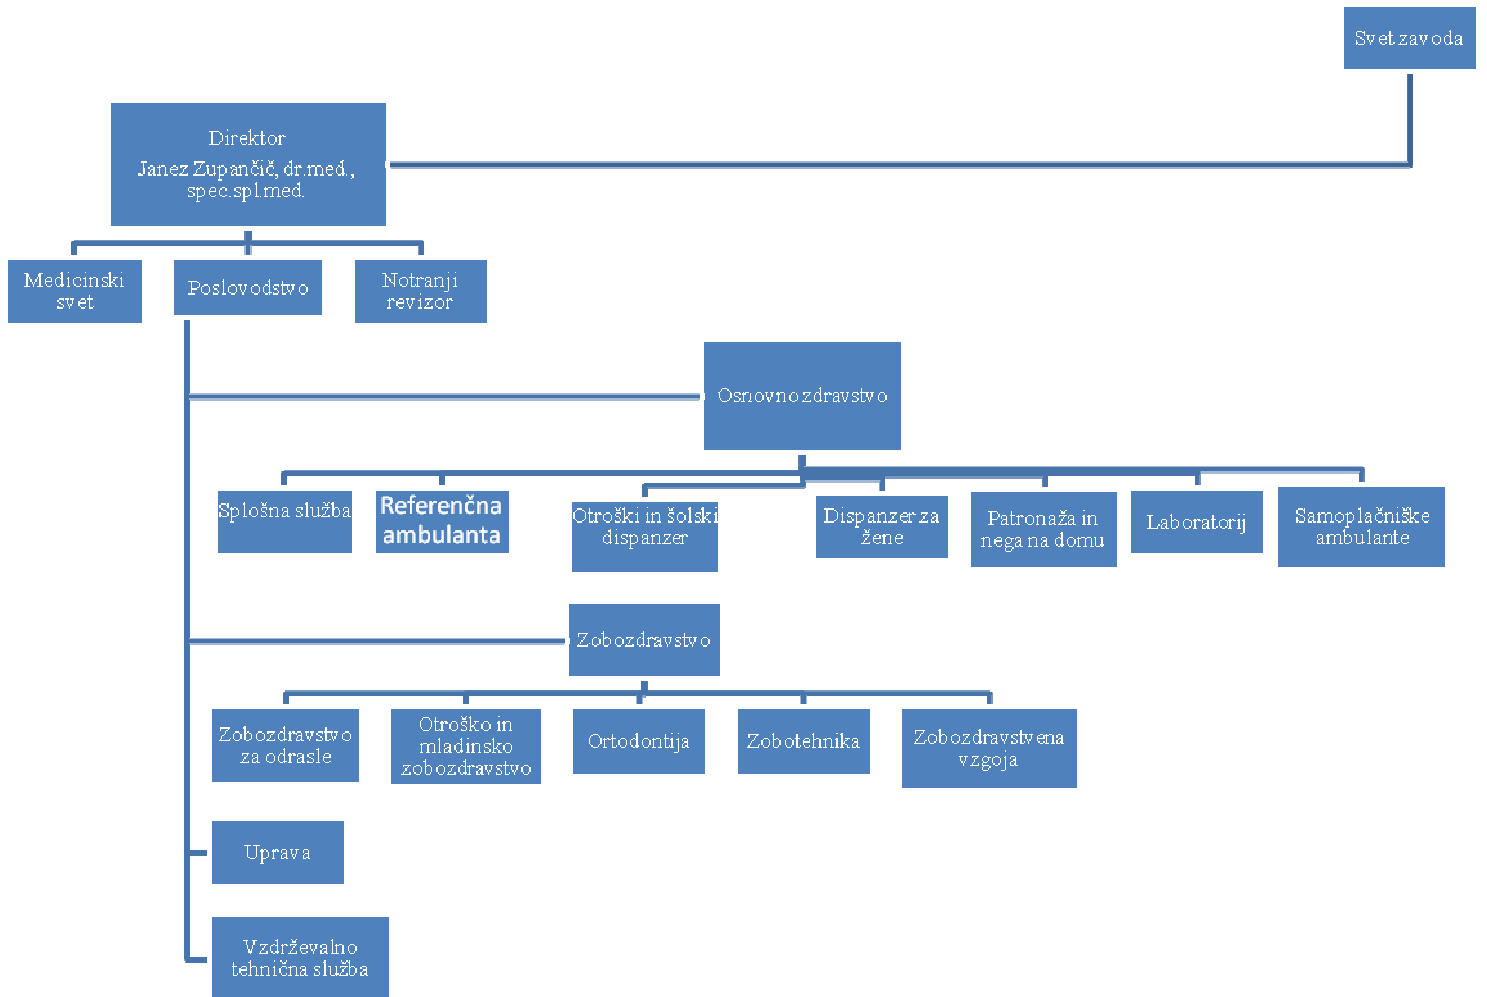 Svet zavoda
Direktor
Janez Zupančič, dr.med.,
spec.spl.med.
Medicinski
svet
Poslovodstvo
Notranji
revizor
Osnovno zdravstvo
Splošna služba
Referenčna
ambulanta
Otroški in šolski
dispanzer
Dispanzer za
žene
Patronaža in
nega na domu
Laboratorij
Samoplačniške
ambulante
Zobozdravstvo
Zobozdravstvo
za odrasle
Otroško in
mladinsko
zobozdravstvo
Ortodontija
Zobotehnika
Zobozdravstvena
vzgoja
Uprava
Vzdrževalno
tehnična služba